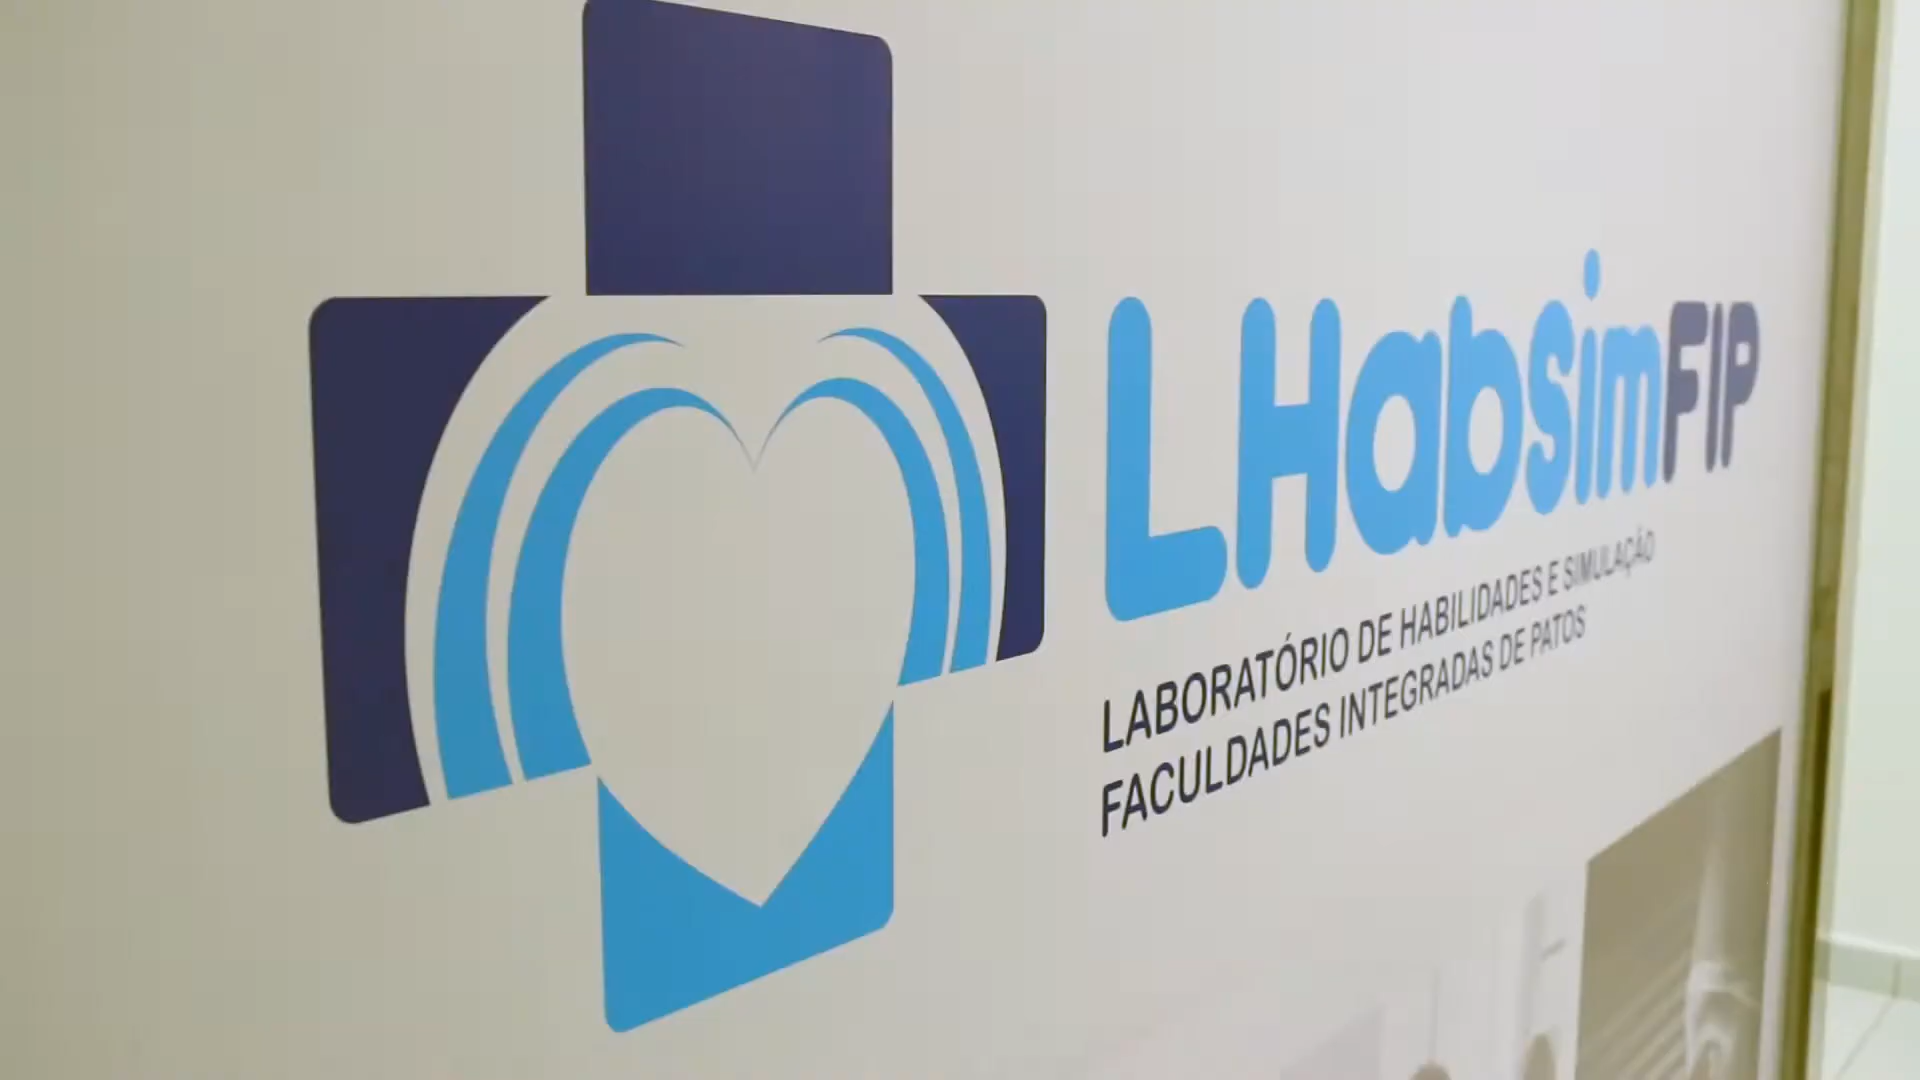 LHabSimFIP
LABORATÓRIO DE HABILIDADES E SIMULAÇÃO
FACULDADES INTEGRADAS DE PATOS